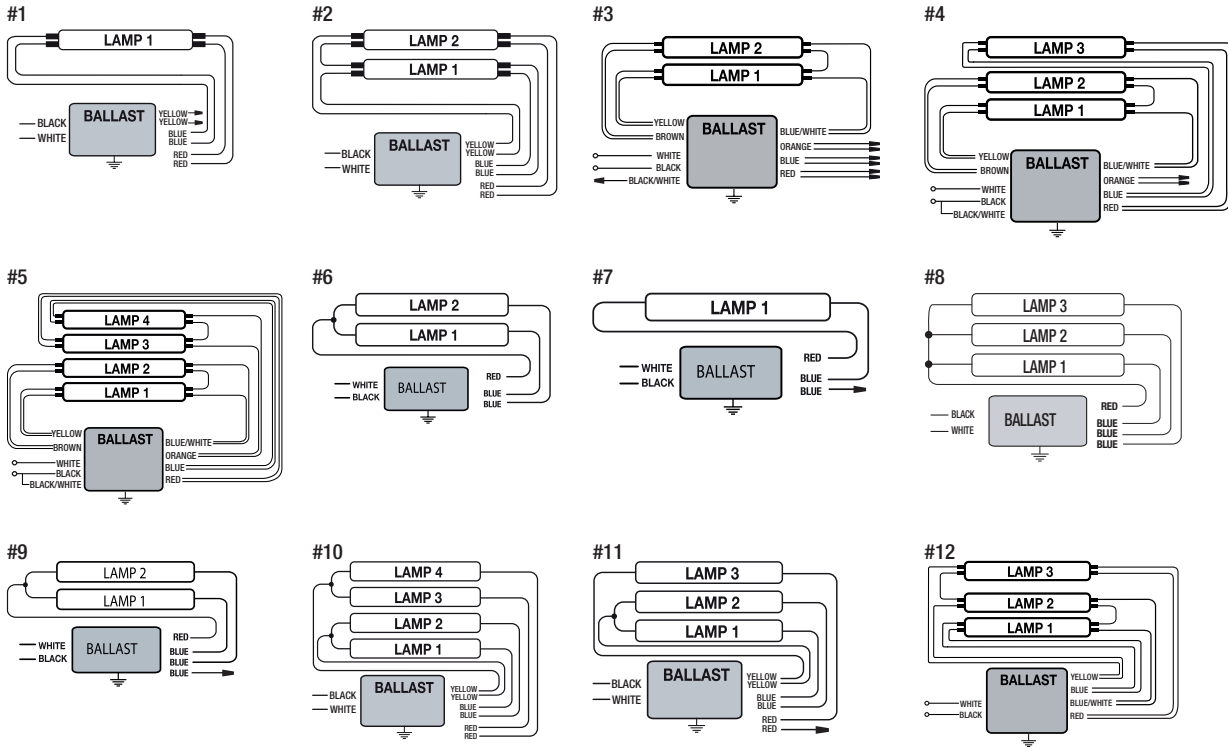 #1
LAMP 1
BALLAST
BLACK
WHITE
YELLOW
YELLOW
BLUE
BLUE
RED
RED
#2
LAMP 2
LAMP 1
BALLAST
BLACK
WHITE
YELLOW
YELLOW
BLUE
BLUE
RED
RED
#3
LAMP 2
LAMP 1
BALLAST
YELLOW
BROWN
WHITE
BLACK
BLACK/WHITE
BLUE/WHITE
ORANGE
BLUE
RED
#4
LAMP 3
LAMP 2
LAMP 1
BALLAST
YELLOW
BROWN
WHITE
BLACK
BLACK/WHITE
BLUE/WHITE
ORANGE
BLUE
RED
#5
LAMP 4
LAMP 3
LAMP 2
LAMP 1
BALLAST
YELLOW
BROWN
WHITE
BLACK
BLACK/WHITE
BLUE/WHITE
ORANGE
BLUE
RED
#6
LAMP 2
LAMP 1
BALLAST
WHITE
BLACK
RED
BLUE
BLUE
#7
LAMP 1
BALLAST
WHITE
BLACK
RED
BLUE
BLUE
#8
LAMP 3
LAMP 2
LAMP 1
BALLAST
BLACK
WHITE
RED
BLUE
BLUE
BLUE
#9
LAMP 2
LAMP 1
BALLAST
WHITE
BLACK
RED
BLUE
BLUE
BLUE
#10
LAMP 4
LAMP 3
LAMP 2
LAMP 1
BALLAST
BLACK
WHITE
YELLOW
YELLOW
BLUE
BLUE
RED
RED
#11
LAMP 3
LAMP 2
LAMP 1
BALLAST
BLACK
WHITE
YELLOW
YELLOW
BLUE
BLUE
RED
RED
#12
LAMP 3
LAMP 2
LAMP 1
BALLAST
WHITE
BLACK
YELLOW
BLUE
BLUE/WHITE
RED